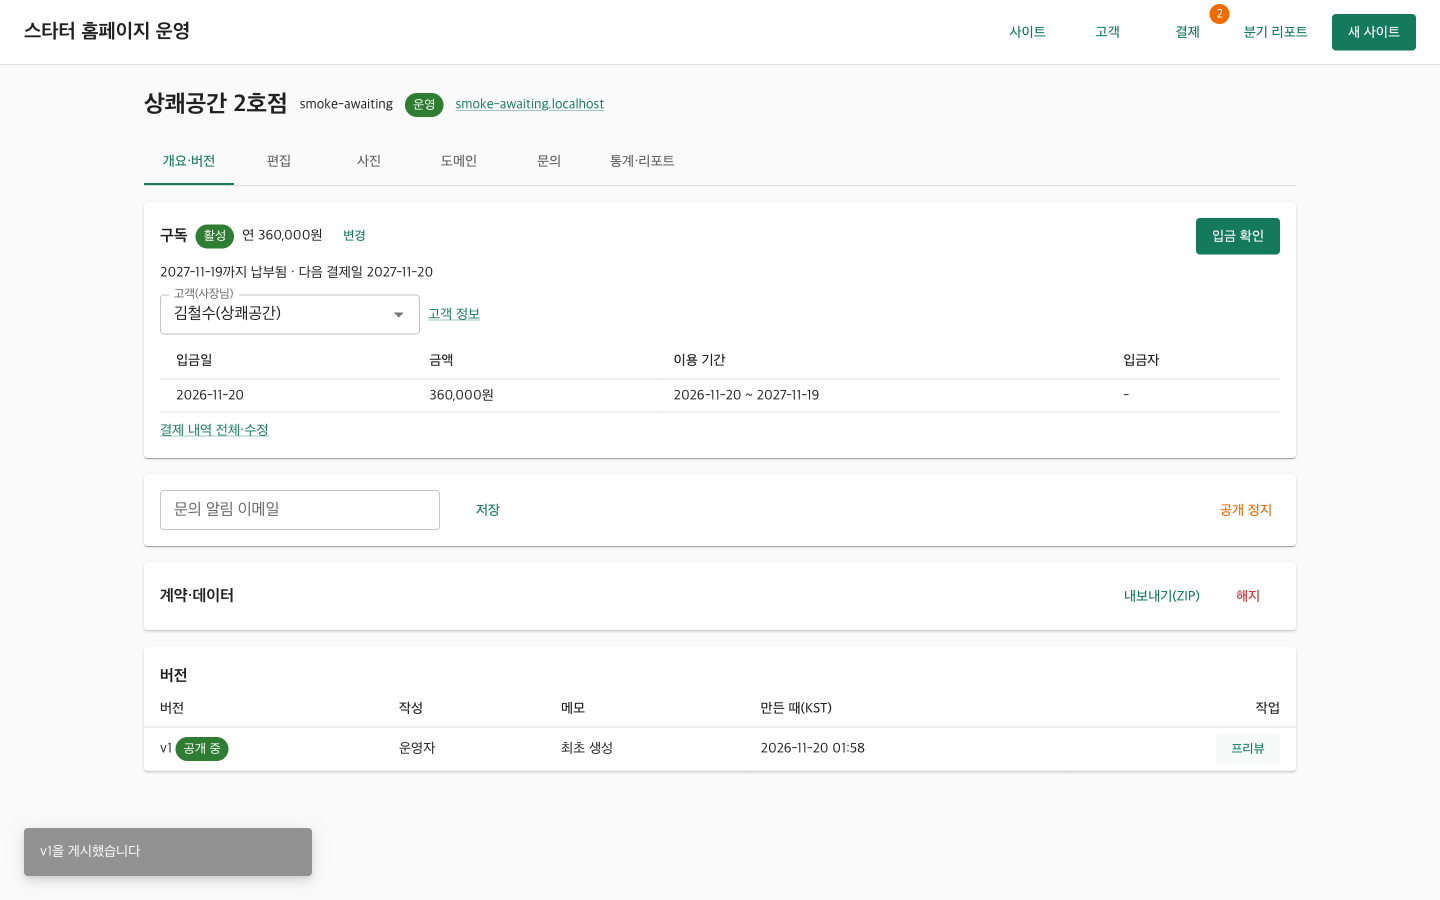 스타터 홈페이지 운영
사이트 고객 결제 2 분기 리포트 새 사이트
상쾌공간 2호점 smoke-awaiting 운영 smoke-awaiting.localhost
개요·버전 편집 사진 도메인 문의 통계·리포트
구독 활성 연 360,000원 변경 입금 확인
2027-11-19까지 납부됨 · 다음 결제일 2027-11-20
고객(사장님)
김철수(상쾌공간) 고객 정보
입금일 금액 이용 기간 입금자
2026-11-20 360,000원 2026-11-20 ~ 2027-11-19 -
결제 내역 전체·수정
문의 알림 이메일 저장 공개 정지
계약·데이터 내보내기(ZIP) 해지
버전
버전 작성 메모 만든 때(KST) 작업
v1 공개 중 운영자 최초 생성 2026-11-20 01:58 프리뷰
v1을 게시했습니다